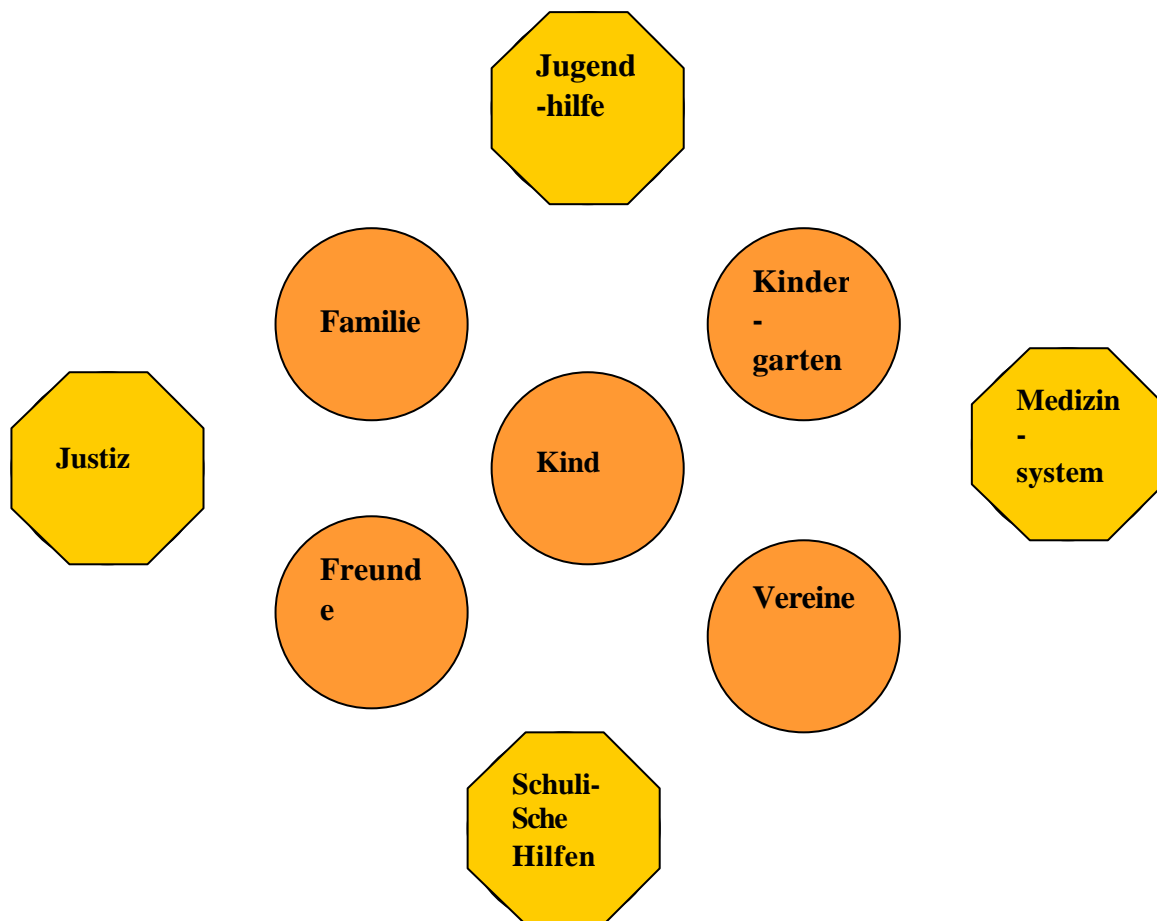 Jugend
-hilfe
Familie
Kinder
-
garten
Justiz
Kind
Medizin
-
system
Freund
e
Vereine
Schuli-
Sche
Hilfen